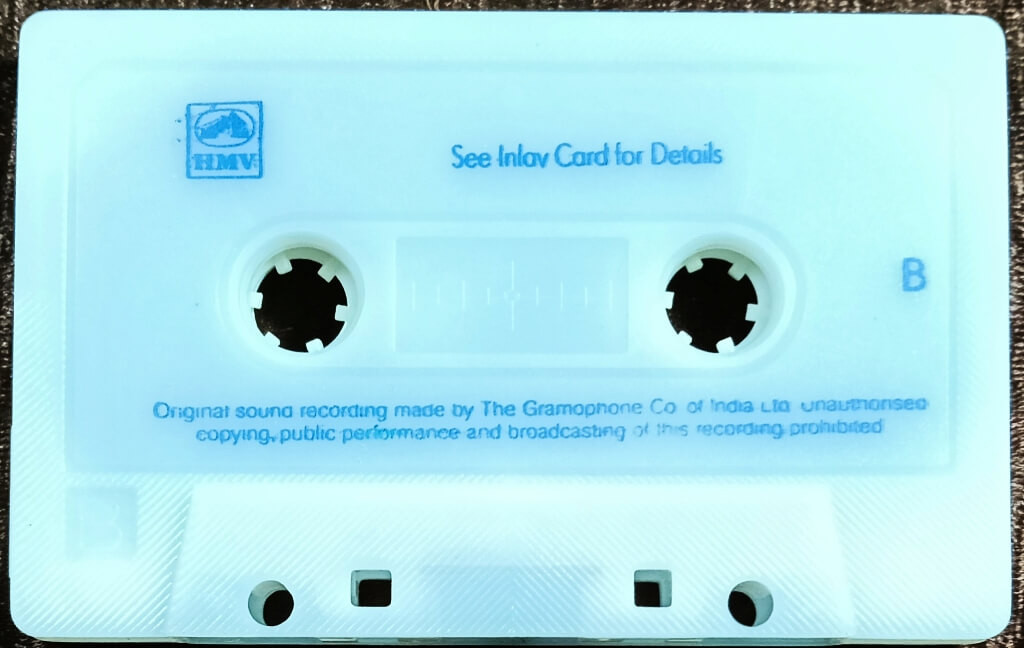 HMV
See Inlay Card for Details
B
Original sound recording made by The Gramophone Co of India Ltd unauthorised
copying, public performance and broadcasting of this recording prohibited
B